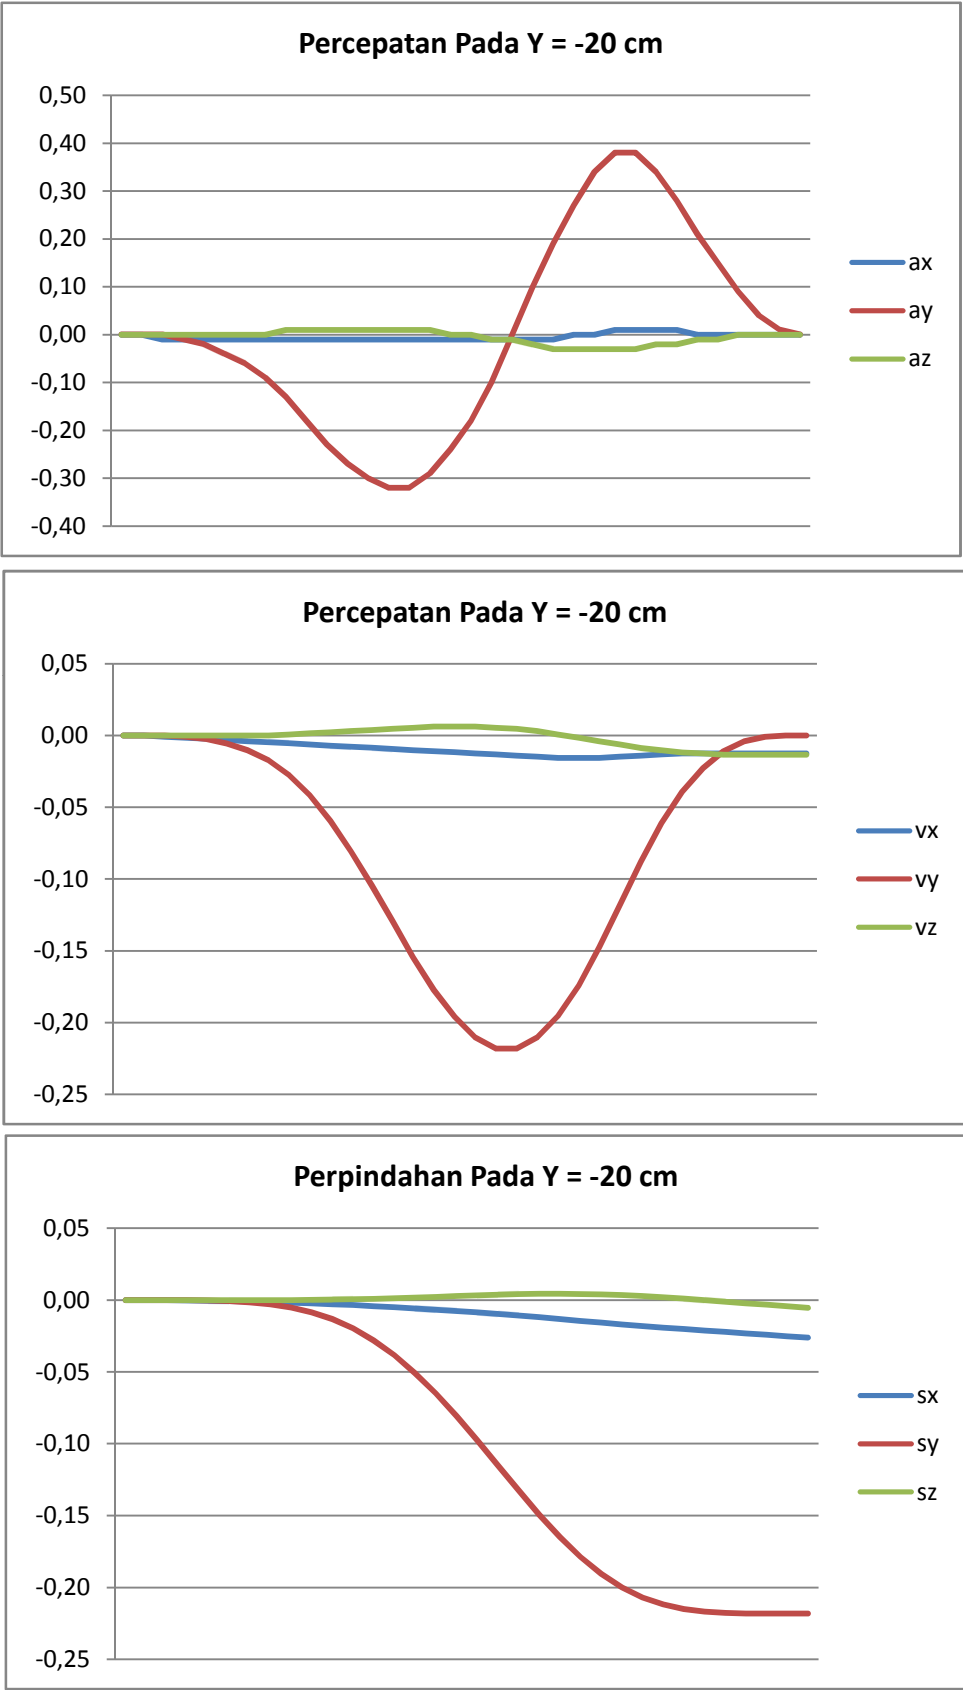 Percepatan Pada Y = -20 cm
0,50
0,40
0,30
0,20
0,10
0,00
-0,10
-0,20
-0,30
-0,40
ax
ay
az
Percepatan Pada Y = -20 cm
0,05
0,00
-0,05
-0,10
-0,15
-0,20
-0,25
vx
vy
vz
Perpindahan Pada Y = -20 cm
0,05
0,00
-0,05
-0,10
-0,15
-0,20
-0,25
sx
sy
sz